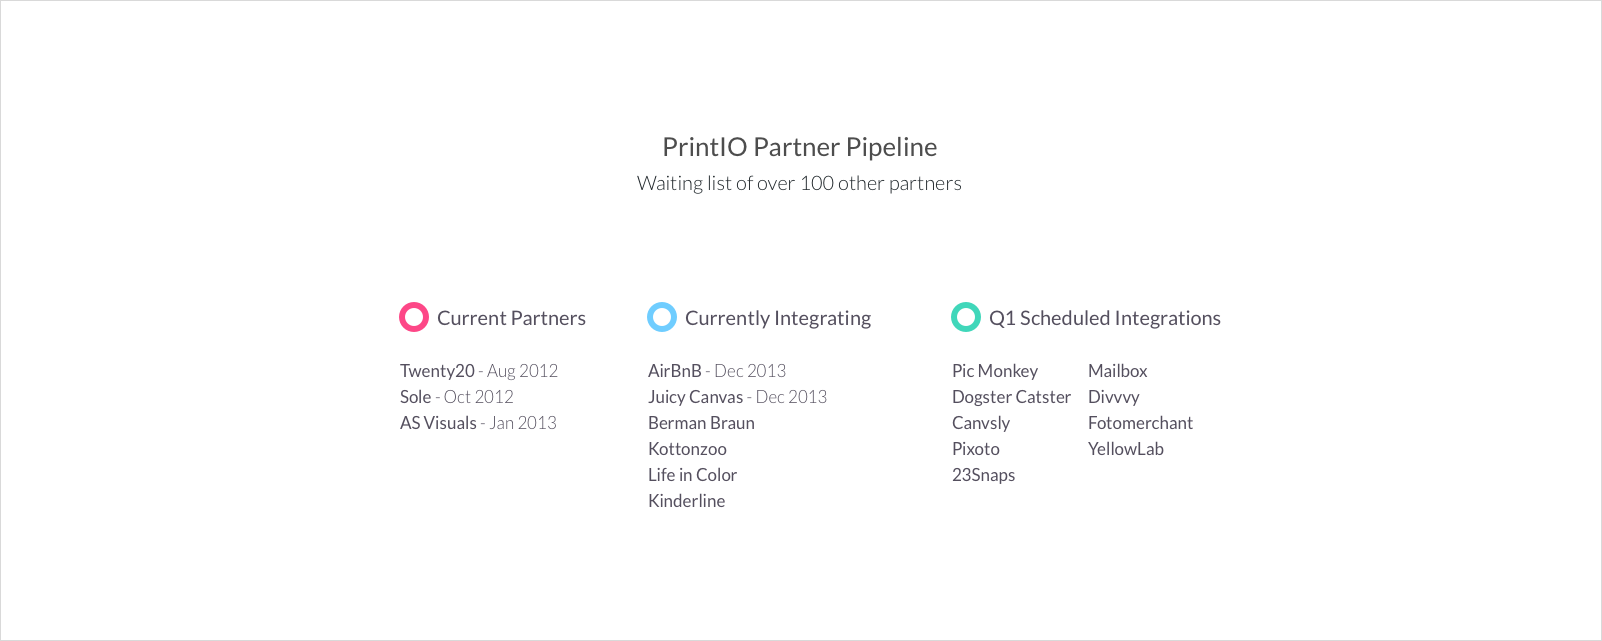 PrintIO Partner Pipeline
Waiting list of over 100 other partners
Current Partners
Twenty20 - Aug 2012
Sole - Oct 2012
AS Visuals - Jan 2013
Currently Integrating
AirBnB - Dec 2013
Juicy Canvas - Dec 2013
Berman Braun
Kottonzoo
Life in Color
Kinderline
Q1 Scheduled Integrations
Pic Monkey
Dogster Catster
Canvsly
Pixoto
23Snaps
Mailbox
Divvvy
Fotomerchant
YellowLab